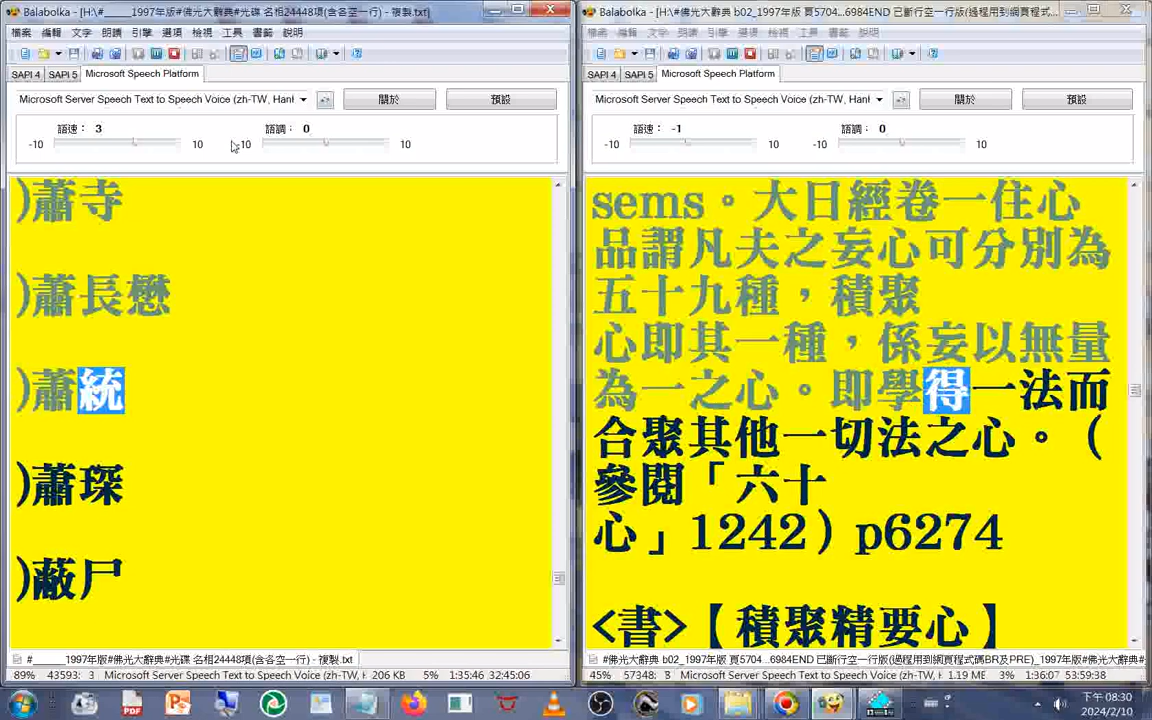 Balabolka - [H:\#_____1997年版#佛光大辭典#光碟 名相24448項(含各空一行) - 複製.txt]
檔案 編輯 文字 朗讀 引擎 選項 檢視 工具 書籤 說明
SAPI 4 SAPI 5 Microsoft Speech Platform
Microsoft Server Speech Text to Speech Voice (zh-TW, Hanl
關於
預設
語速： 3
-10 10
語調： 0
-10 10
)蕭寺
)蕭長懋
)蕭統
)蕭琛
)蔽尸
#______1997年版#佛光大辭典#光碟 名相24448項(含各空一行) - 複製.txt
89% 43593: 3 Microsoft Server Speech Text to Speech Voice (zh-TW, H 206 KB 5% 1:35:46 32:45:06
Balabolka - [H:\#佛光大辭典 b02_1997年版 頁5704...6984END 已斷行空一行版(過程用到網頁程式...
檔案 編輯 文字 朗讀 引擎 選項 檢視 工具 書籤 說明
SAPI 4 SAPI 5 Microsoft Speech Platform
Microsoft Server Speech Text to Speech Voice (zh-TW, Hanl
關於
預設
語速： -1
-10 10
語調： 0
-10 10
sems。大日經卷一住心
品謂凡夫之妄心可分別為
五十九種，積聚
心即其一種，係妄以無量
為一之心。即學得一法而
合聚其他一切法之心。（
參閱「六十
心」1242）p6274
<書>【積聚精要心】
#佛光大辭典 b02_1997年版 頁5704...6984END 已斷行空一行版(過程用到網頁程式碼BR及PRE)_1997年版#
45% 57348: 3 Microsoft Server Speech Text to Speech Voice (zh-TW, H 1.19 ME 3% 1:36:07 53:59:38
下午 08:30
2024/2/10